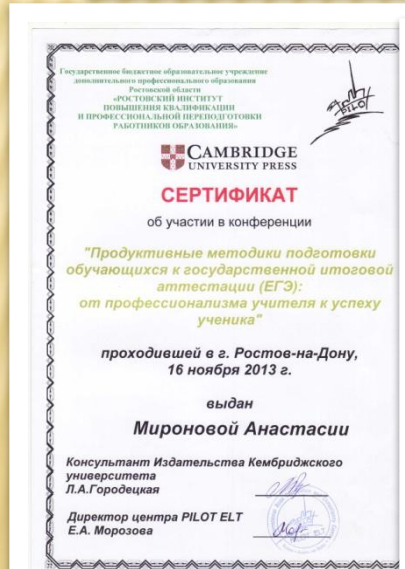 Государственное бюджетное образовательное учреждение
дополнительного профессионального образования
Ростовской области
«РОСТОВСКИЙ ИНСТИТУТ
ПОВЫШЕНИЯ КВАЛИФИКАЦИИ
И ПРОФЕССИОНАЛЬНОЙ ПЕРЕПОДГОТОВКИ
РАБОТНИКОВ ОБРАЗОВАНИЯ»
PILOT
CAMBRIDGE
UNIVERSITY PRESS
СЕРТИФИКАТ
об участии в конференции
"Продуктивные методики подготовки
обучающихся к государственной итоговой
аттестации (ЕГЭ):
от профессионализма учителя к успеху
ученика"
проходившей в г. Ростов-на-Дону,
16 ноября 2013 г.
выдан
Мироновой Анастасии
Консультант Издательства Кембриджского
университета
Л.А.Городецкая
Директор центра PILOT ELT
Е.А. Морозова